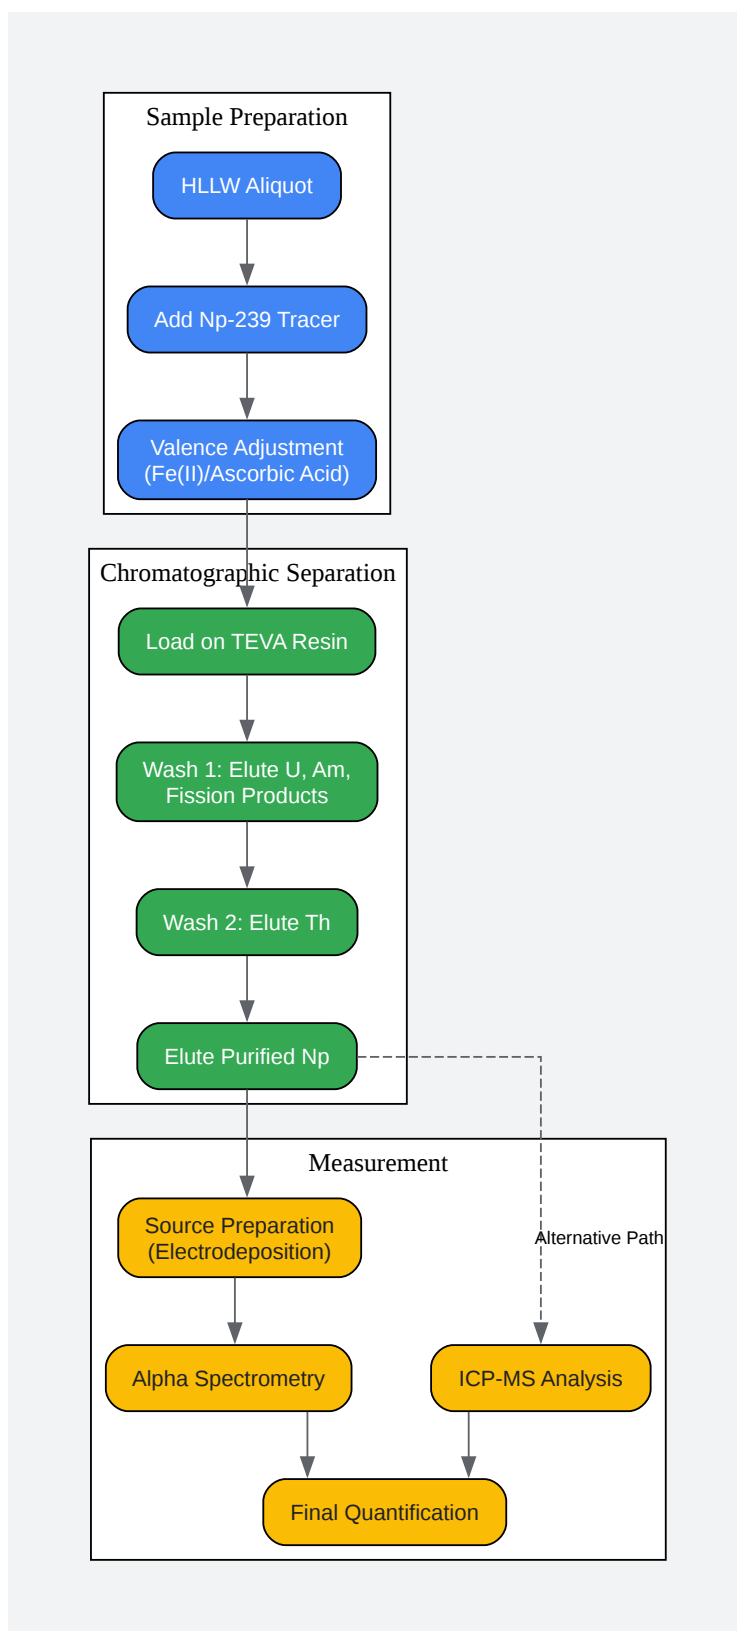 Sample Preparation
HLLW Aliquot
Add Np-239 Tracer
Valence Adjustment
(Fe(II)/Ascorbic Acid)
Chromatographic Separation
Load on TEVA Resin
Wash 1: Elute U, Am,
Fission Products
Wash 2: Elute Th
Elute Purified Np
Measurement
Source Preparation
(Electrodeposition)
Alternative Path
Alpha Spectrometry
ICP-MS Analysis
Final Quantification